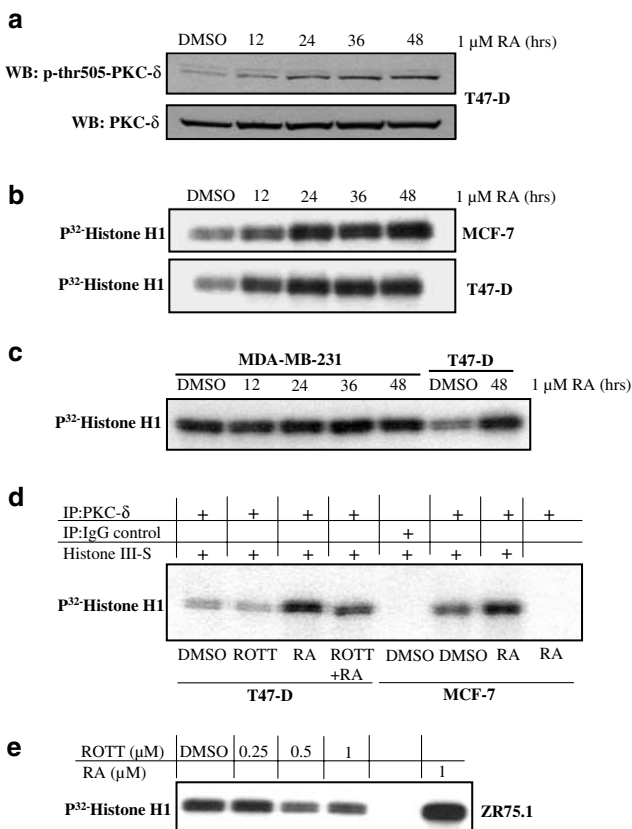 a
DMSO 12 24 36 48 1 µM RA (hrs)
WB: p-thr505-PKC-δ
T47-D
WB: PKC-δ
b
DMSO 12 24 36 48 1 µM RA (hrs)
P32-Histone H1 MCF-7
P32-Histone H1 T47-D
c
MDA-MB-231 T47-D
DMSO 12 24 36 48 DMSO 48 1 µM RA (hrs)
P32-Histone H1
d
IP:PKC-δ + + + + + + +
IP:IgG control +
Histone III-S + + + + + + +
P32-Histone H1
DMSO ROTT RA ROTT +RA DMSO DMSO RA RA
T47-D MCF-7
e
ROTT (µM) DMSO 0.25 0.5 1
RA (µM) 1
P32-Histone H1 ZR75.1